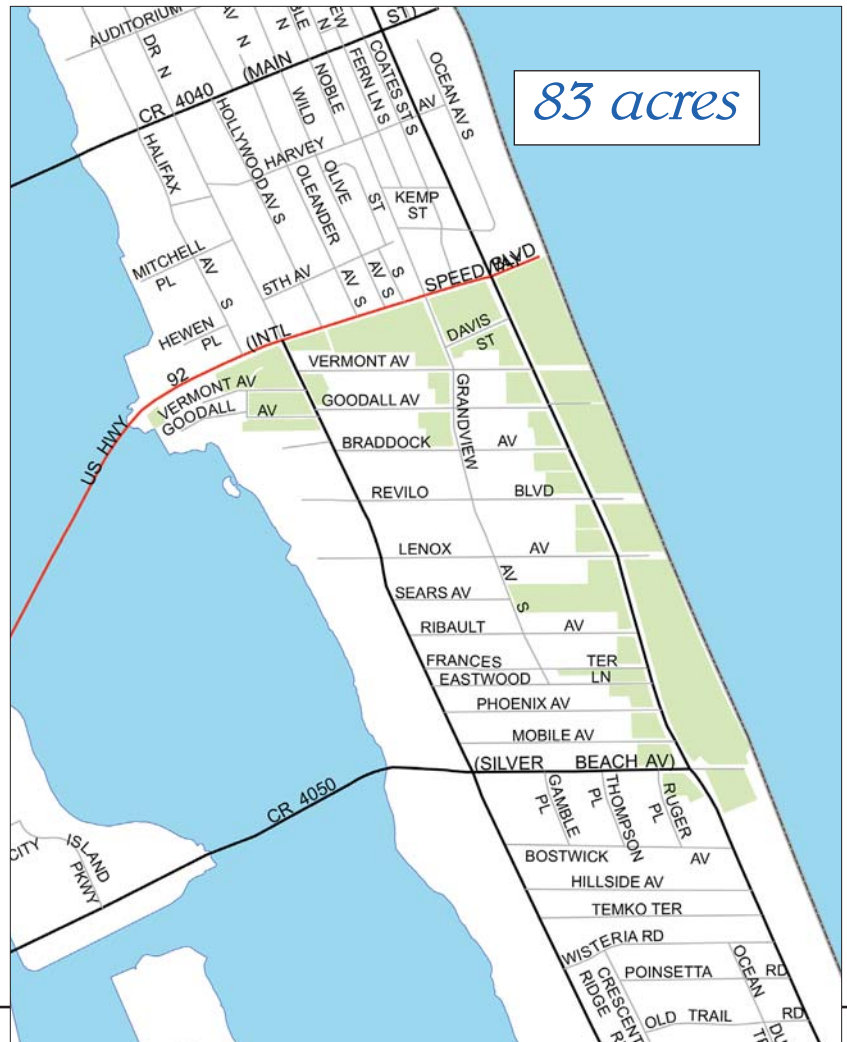 83 acres
AUDITORIUM
DR N
AV N
N
BLE N
EW N
ST)
CR 4040 (MAIN
HOLLYWOOD AV S
WILD OLIVE AV S
NOBLE ST S
FERN LN S
COATES ST S
OCEAN AV S
HALIFAX AV S
HARVEY AV
OLEANDER AV S
KEMP ST
MITCHELL PL
5TH AV
HEWEN PL
US HWY 92 (INTL SPEEDWAY BLVD
DAVIS ST
VERMONT AV
VERMONT AV
GOODALL AV
GOODALL AV
GRANDVIEW AV S
BRADDOCK AV
REVILO BLVD
LENOX AV
SEARS AV
RIBAULT AV
FRANCES TER
EASTWOOD LN
PHOENIX AV
MOBILE AV
CR 4050 (SILVER BEACH AV)
GAMBLE PL
THOMPSON PL
RUGER PL
CITY ISLAND PKWY
BOSTWICK AV
HILLSIDE AV
TEMKO TER
WISTERIA RD
POINSETTA RD
OCEAN
CRESCENT RIDGE
OLD TRAIL RD